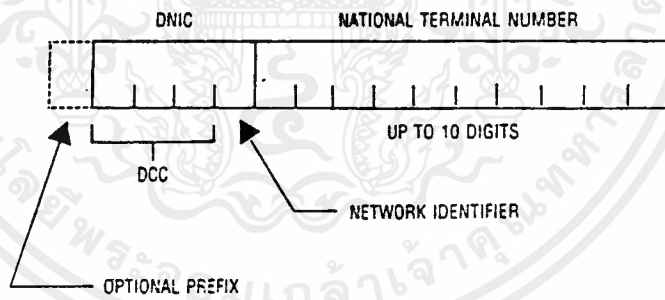 DNIC NATIONAL TERMINAL NUMBER
UP TO 10 DIGITS
DCC
NETWORK IDENTIFIER
OPTIONAL PREFIX